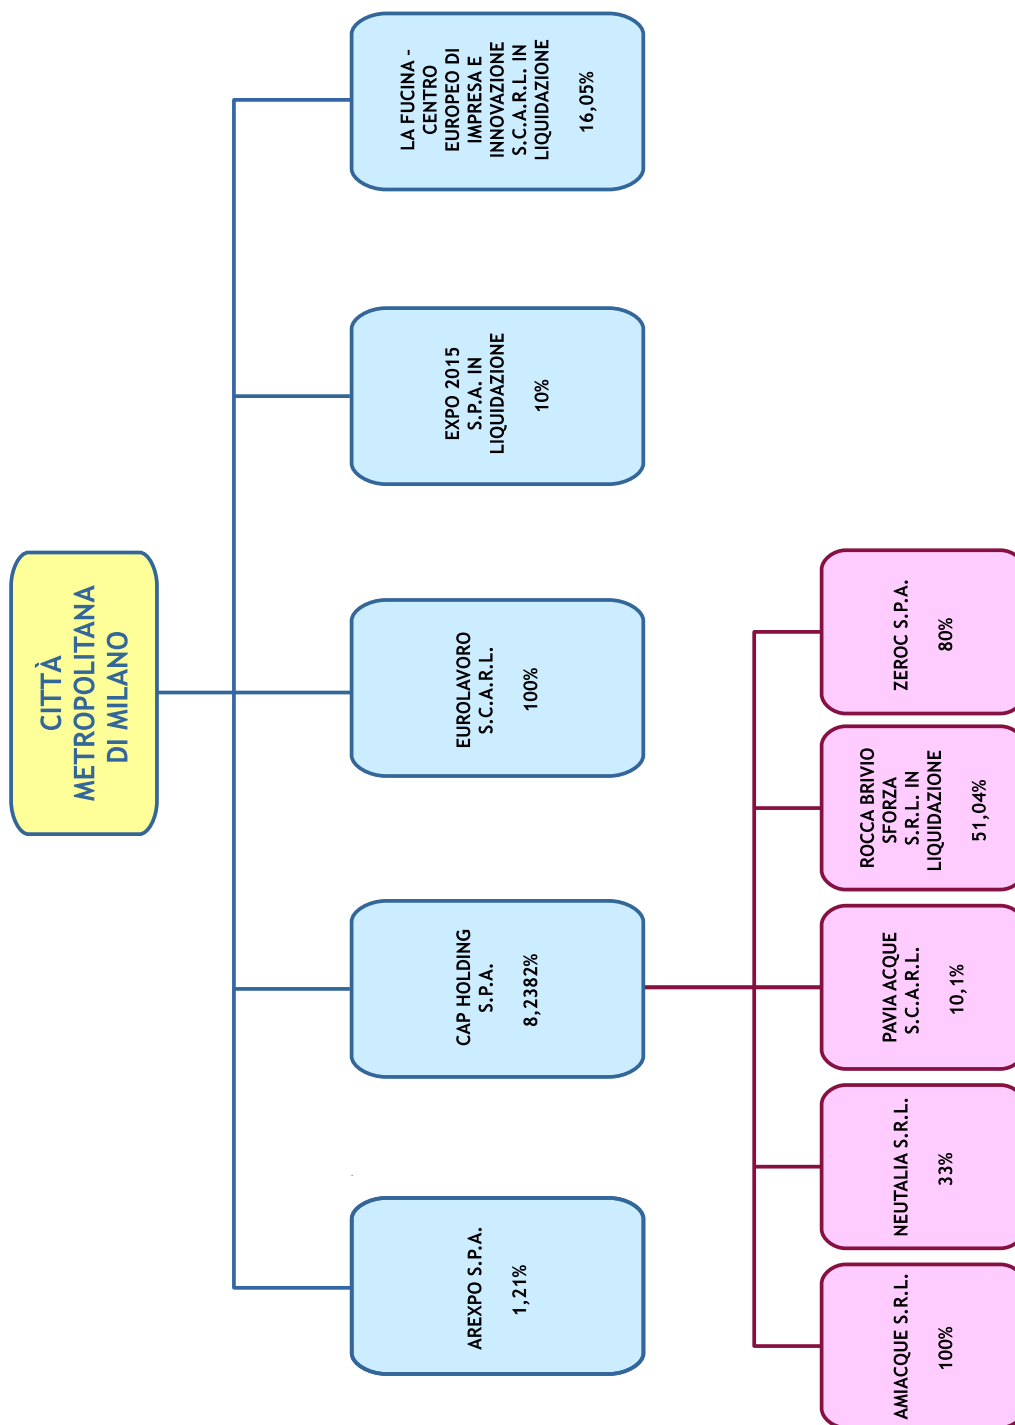 CITTÀ
METROPOLITANA
DI MILANO
AREXPO S.P.A.
1,21%
CAP HOLDING
S.P.A.
8,2382%
EUROLAVORO
S.C.A.R.L.
100%
EXPO 2015
S.P.A. IN
LIQUIDAZIONE
10%
LA FUCINA -
CENTRO
EUROPEO DI
IMPRESA E
INNOVAZIONE
S.C.A.R.L. IN
LIQUIDAZIONE
16,05%
AMIACQUE S.R.L.
100%
NEUTALIA S.R.L.
33%
PAVIA ACQUE
S.C.A.R.L.
10,1%
ROCCA BRIVIO
SFORZA
S.R.L. IN
LIQUIDAZIONE
51,04%
ZEROC S.P.A.
80%